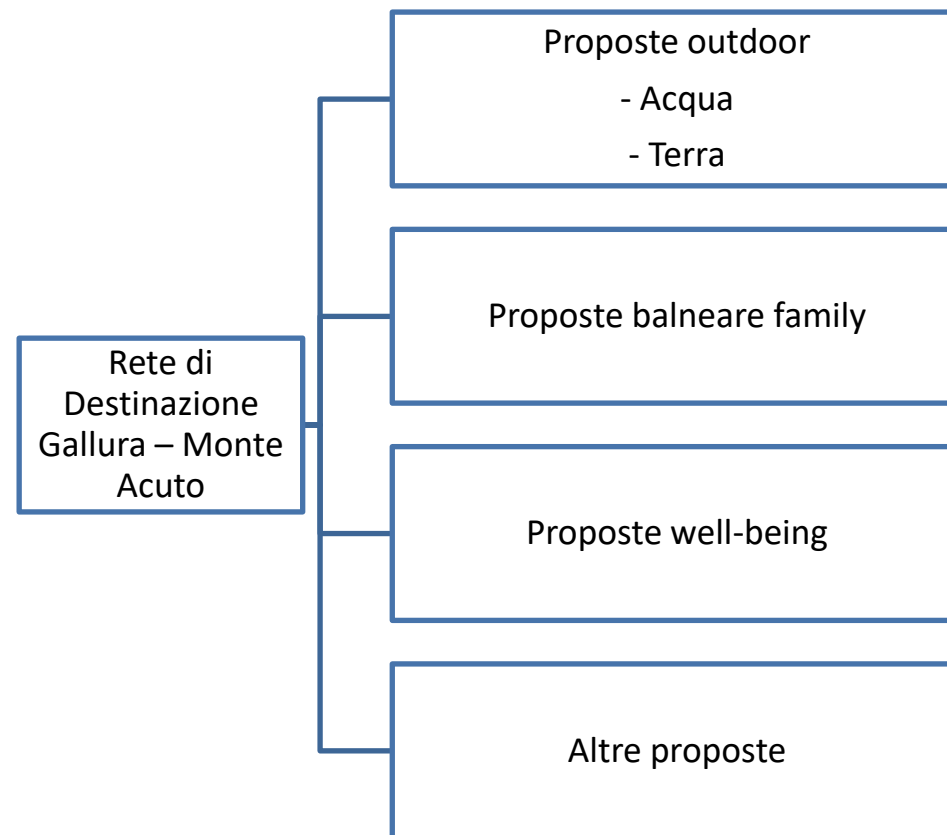 Proposte outdoor
- Acqua
- Terra
Proposte balneare family
Rete di
Destinazione
Gallura – Monte
Acuto
Proposte well-being
Altre proposte